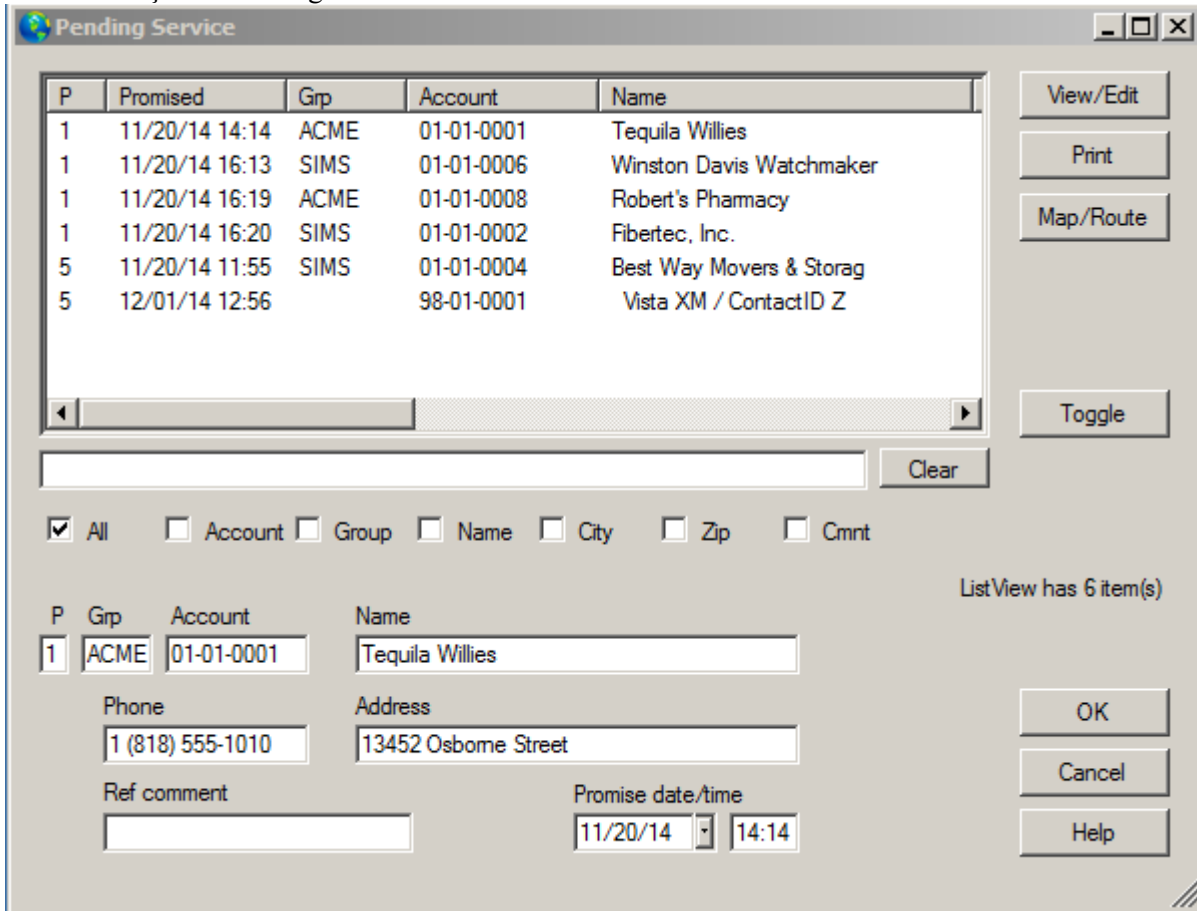 Pending Service
P Promised Grp Account Name
1 11/20/14 14:14 ACME 01-01-0001 Tequila Willies
1 11/20/14 16:13 SIMS 01-01-0006 Winston Davis Watchmaker
1 11/20/14 16:19 ACME 01-01-0008 Robert's Pharmacy
1 11/20/14 16:20 SIMS 01-01-0002 Fibertec, Inc.
5 11/20/14 11:55 SIMS 01-01-0004 Best Way Movers & Storag
5 12/01/14 12:56 98-01-0001 Vista XM / ContactID Z
View/Edit
Print
Map/Route
Toggle
Clear
All Account Group Name City Zip Cmnt
ListView has 6 item(s)
P Grp Account Name
1 ACME 01-01-0001 Tequila Willies
Phone Address
1 (818) 555-1010 13452 Osborne Street
Ref comment Promise date/time
11/20/14 14:14
OK
Cancel
Help